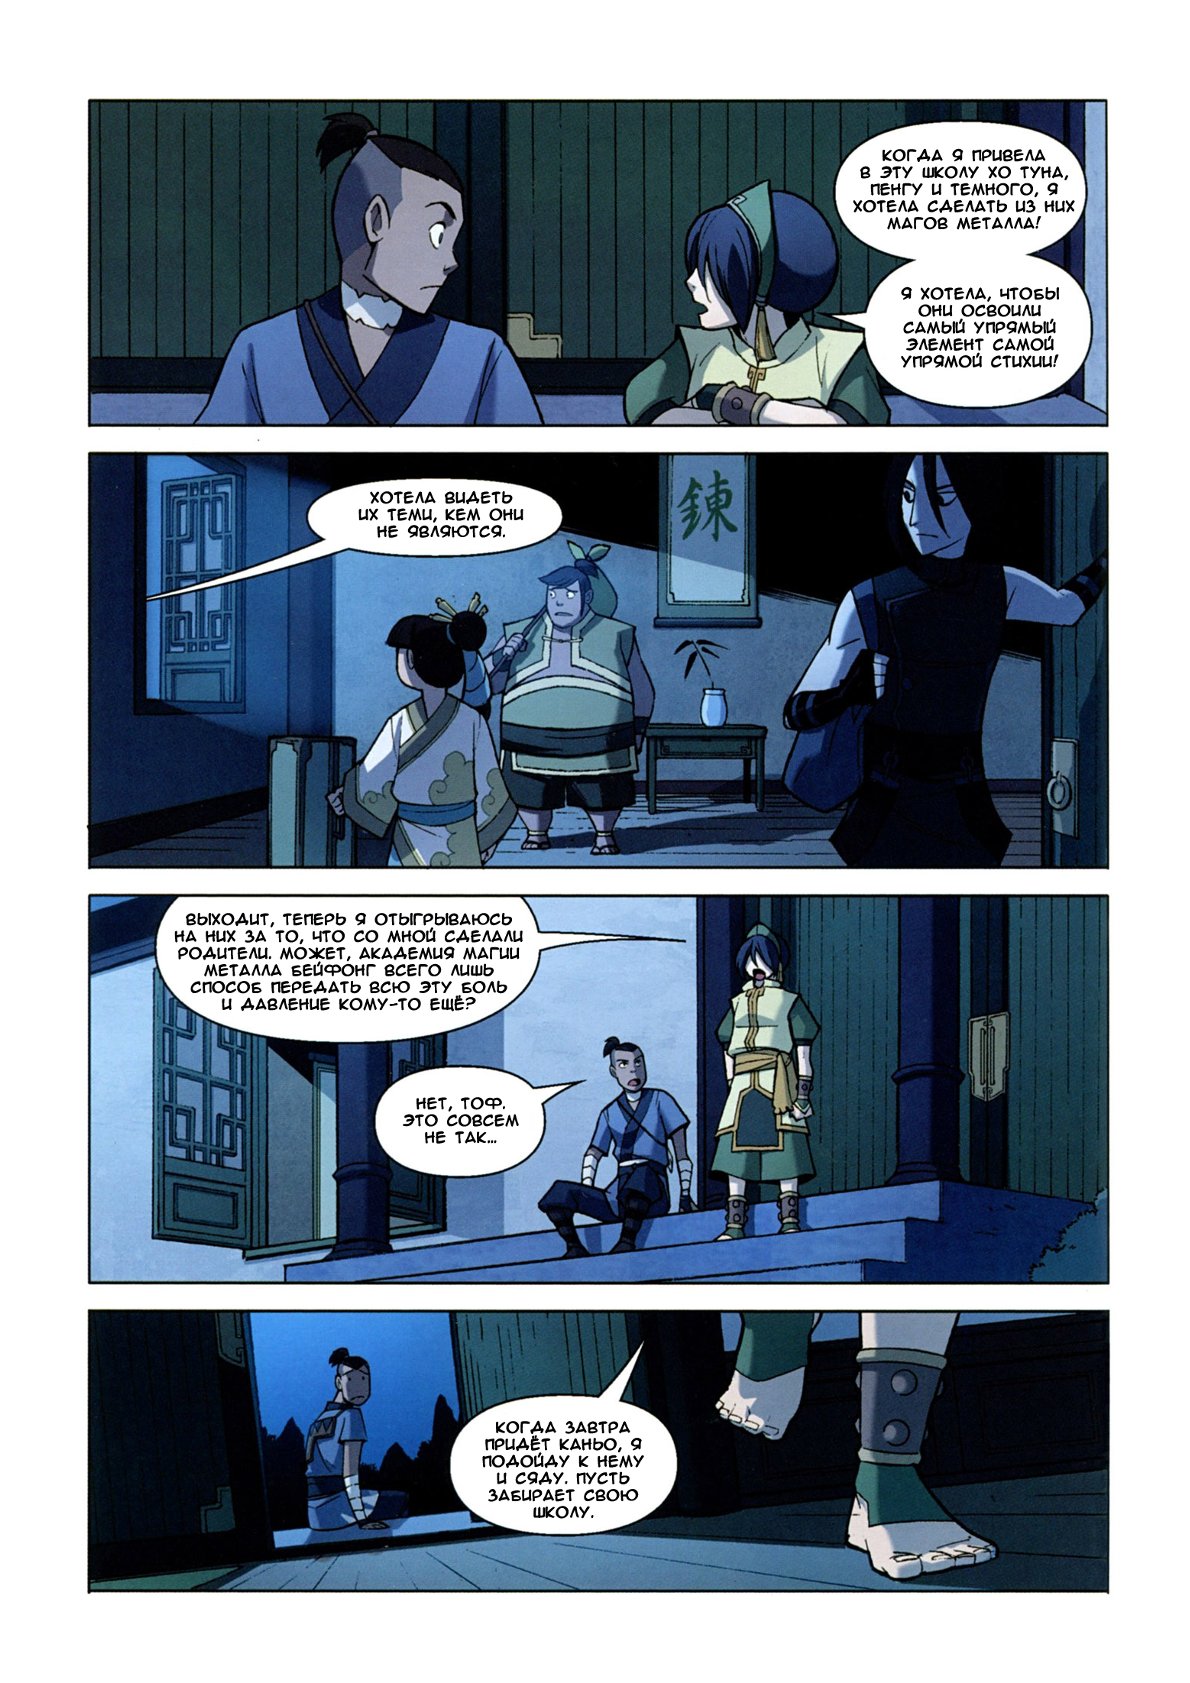 КОГДА Я ПРИВЕЛА
В ЭТУ ШКОЛУ ХО ТУНА,
ПЕНГУ И ТЕМНОГО, Я
ХОТЕЛА СДЕЛАТЬ ИЗ НИХ
МАГОВ МЕТАЛЛА!
Я ХОТЕЛА, ЧТОБЫ
ОНИ ОСВОИЛИ
САМЫЙ УПРЯМЫЙ
ЭЛЕМЕНТ САМОЙ
УПРЯМОЙ СТИХИИ!
ХОТЕЛА ВИДЕТЬ
ИХ ТЕМИ, КЕМ ОНИ
НЕ ЯВЛЯЮТСЯ.
鍊
ВЫХОДИТ, ТЕПЕРЬ Я ОТЫГРЫВАЮСЬ
НА НИХ ЗА ТО, ЧТО СО МНОЙ СДЕЛАЛИ
РОДИТЕЛИ. МОЖЕТ, АКАДЕМИЯ МАГИИ
МЕТАЛЛА БЕЙФОНГ ВСЕГО ЛИШЬ
СПОСОБ ПЕРЕДАТЬ ВСЮ ЭТУ БОЛЬ
И ДАВЛЕНИЕ КОМУ-ТО ЕЩЁ?
НЕТ, ТОФ.
ЭТО СОВСЕМ
НЕ ТАК...
КОГДА ЗАВТРА
ПРИДЁТ КАНЬО, Я
ПОДОЙДУ К НЕМУ
И СЯДУ. ПУСТЬ
ЗАБИРАЕТ СВОЮ
ШКОЛУ.